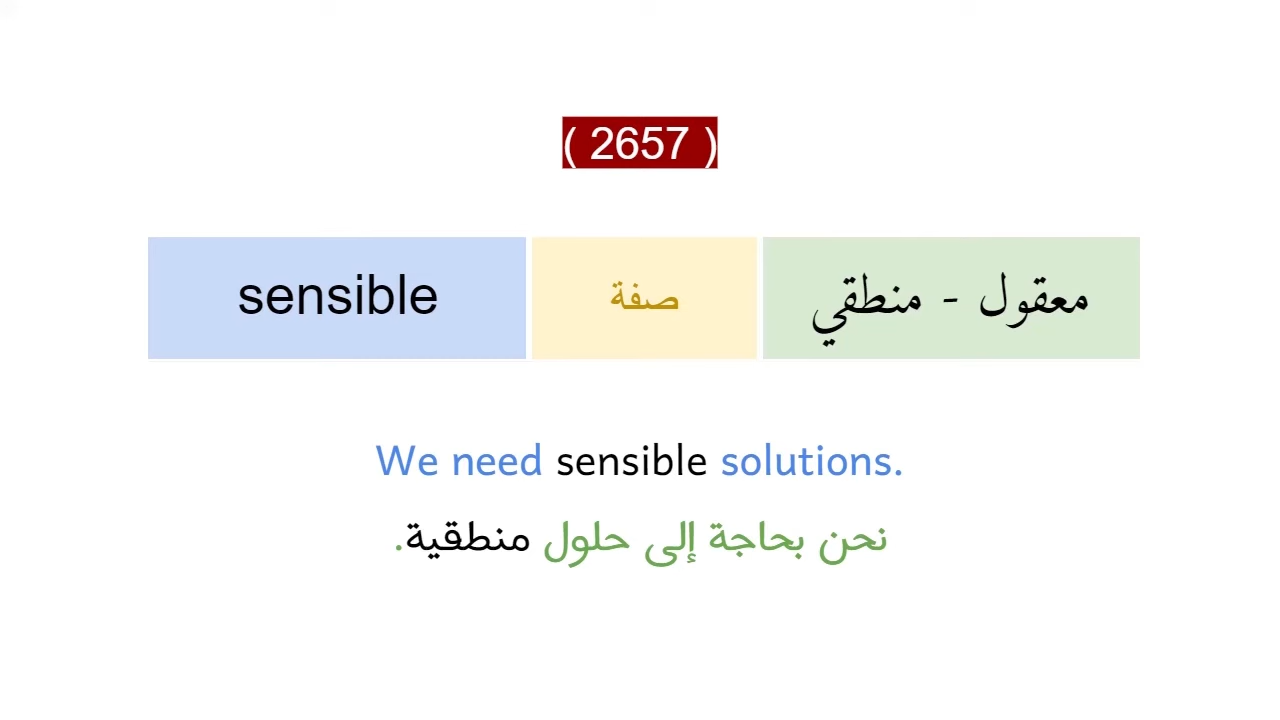 ( 2657 )
sensible صفة معقول - منطقي
We need sensible solutions.
نحن بحاجة إلى حلول منطقية.